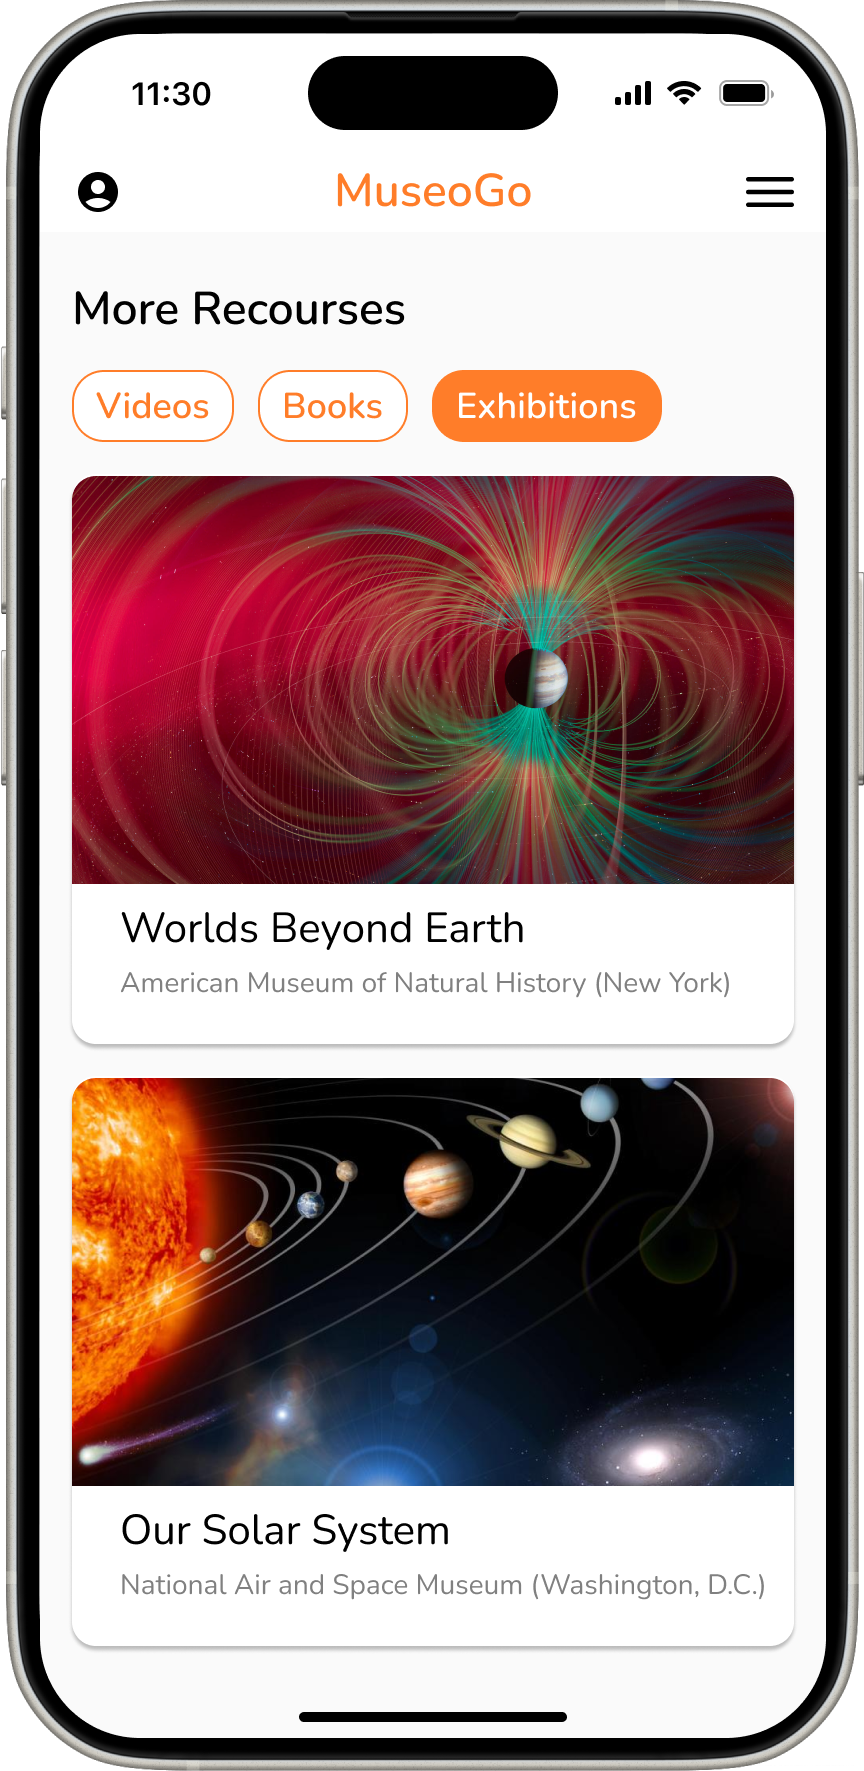 11:30
MuseoGo
More Recourses
Videos Books Exhibitions
Worlds Beyond Earth
American Museum of Natural History (New York)
Our Solar System
National Air and Space Museum (Washington, D.C.)